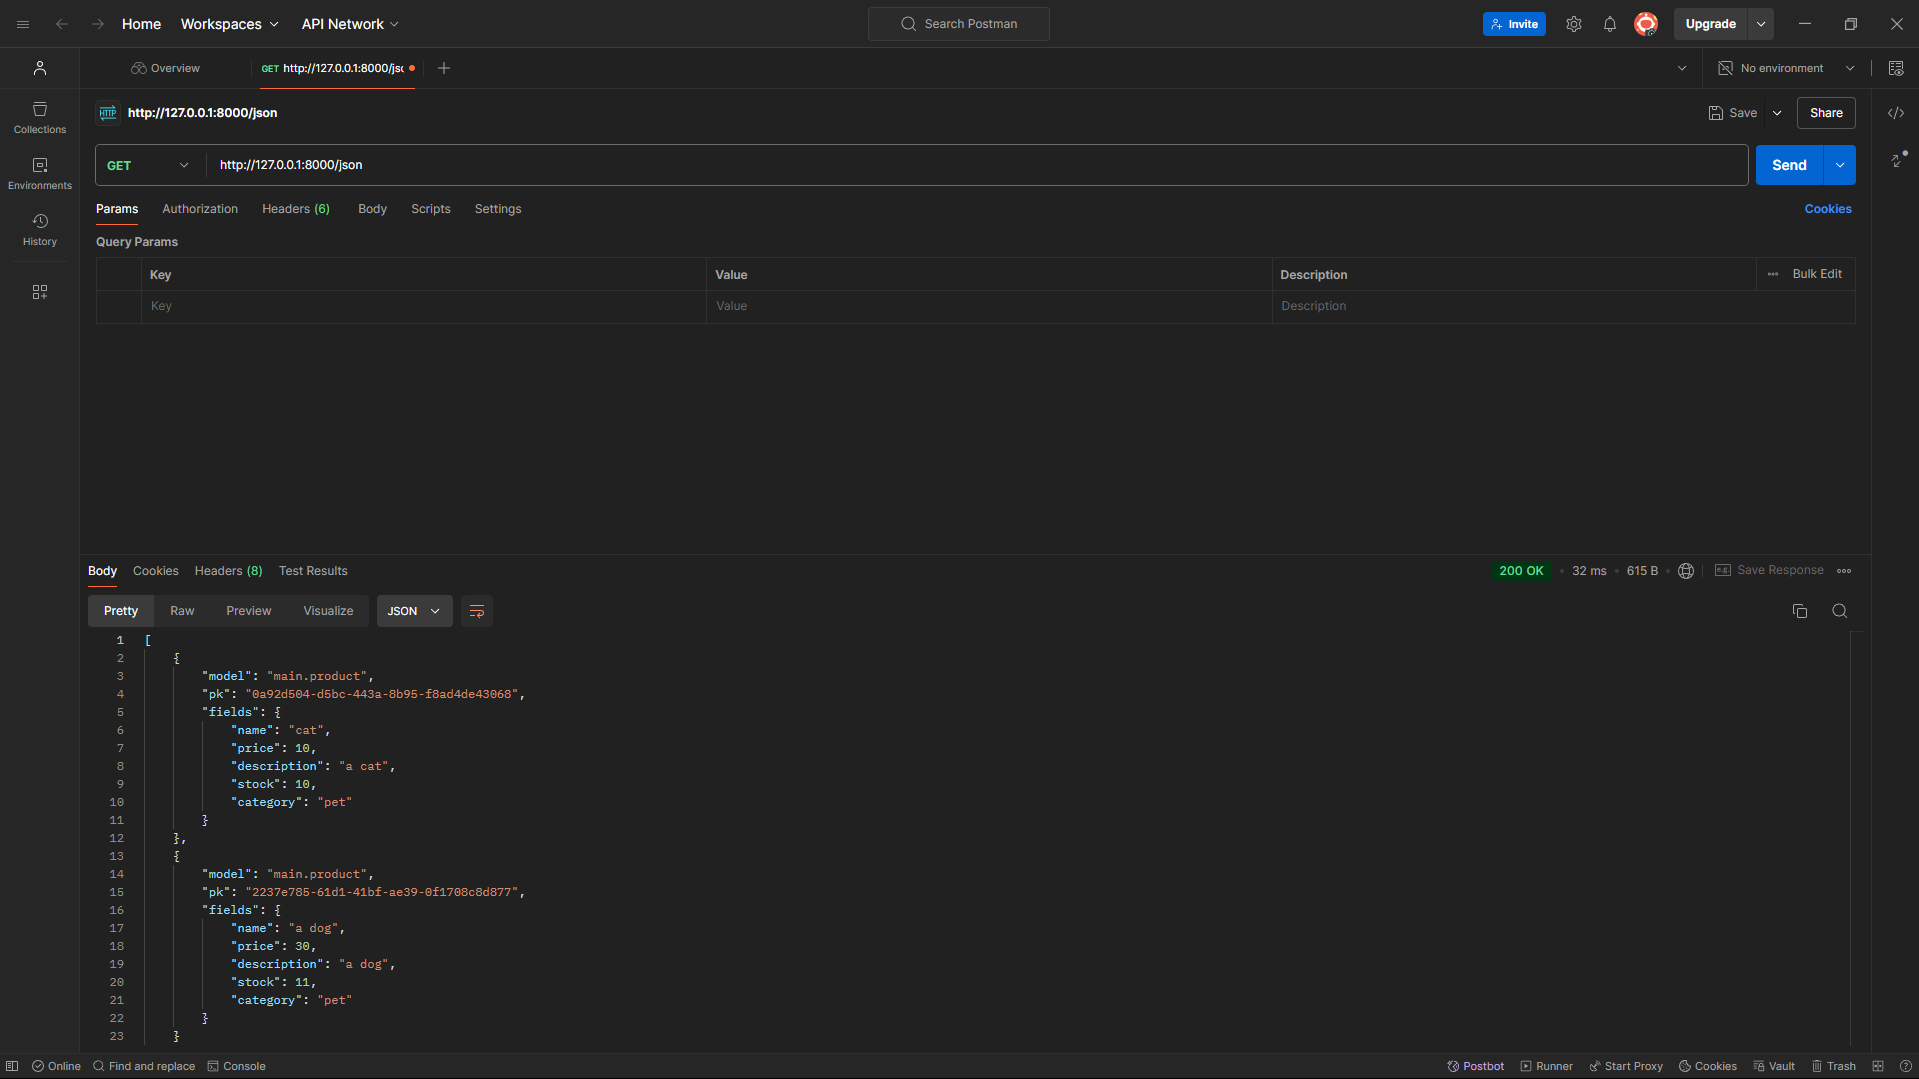 Home Workspaces API Network Search Postman Invite Upgrade
Overview GET http://127.0.0.1:8000/jsc No environment
HTTP http://127.0.0.1:8000/json Save Share
Collections
GET http://127.0.0.1:8000/json Send
Environments
Params Authorization Headers (6) Body Scripts Settings Cookies
History
Query Params
Key Value Description Bulk Edit
Key Value Description
Body Cookies Headers (8) Test Results 200 OK 32 ms 615 B e.g. Save Response
Pretty Raw Preview Visualize JSON
1 [
2 {
3 "model": "main.product",
4 "pk": "0a92d504-d5bc-443a-8b95-f8ad4de43068",
5 "fields": {
6 "name": "cat",
7 "price": 10,
8 "description": "a cat",
9 "stock": 10,
10 "category": "pet"
11 }
12 },
13 {
14 "model": "main.product",
15 "pk": "2237e785-61d1-41bf-ae39-0f1708c8d877",
16 "fields": {
17 "name": "a dog",
18 "price": 30,
19 "description": "a dog",
20 "stock": 11,
21 "category": "pet"
22 }
23 }
Online Find and replace Console Postbot Runner Start Proxy Cookies Vault Trash